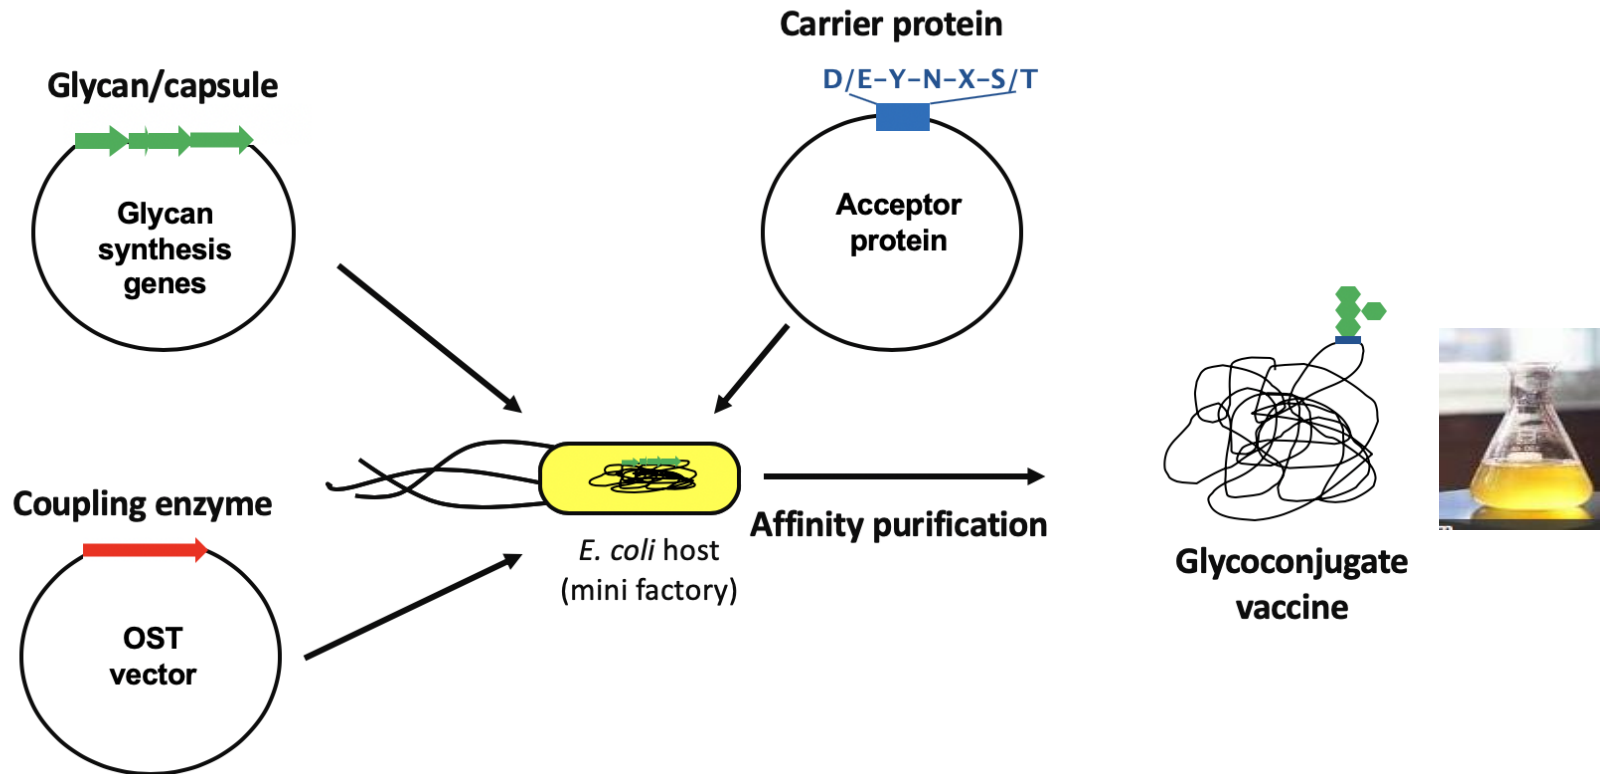 Carrier protein
D/E–Y–N–X–S/T
Glycan/capsule
Glycan
synthesis
genes
Acceptor
protein
Coupling enzyme
OST
vector
E. coli host
(mini factory)
Affinity purification
Glycoconjugate
vaccine